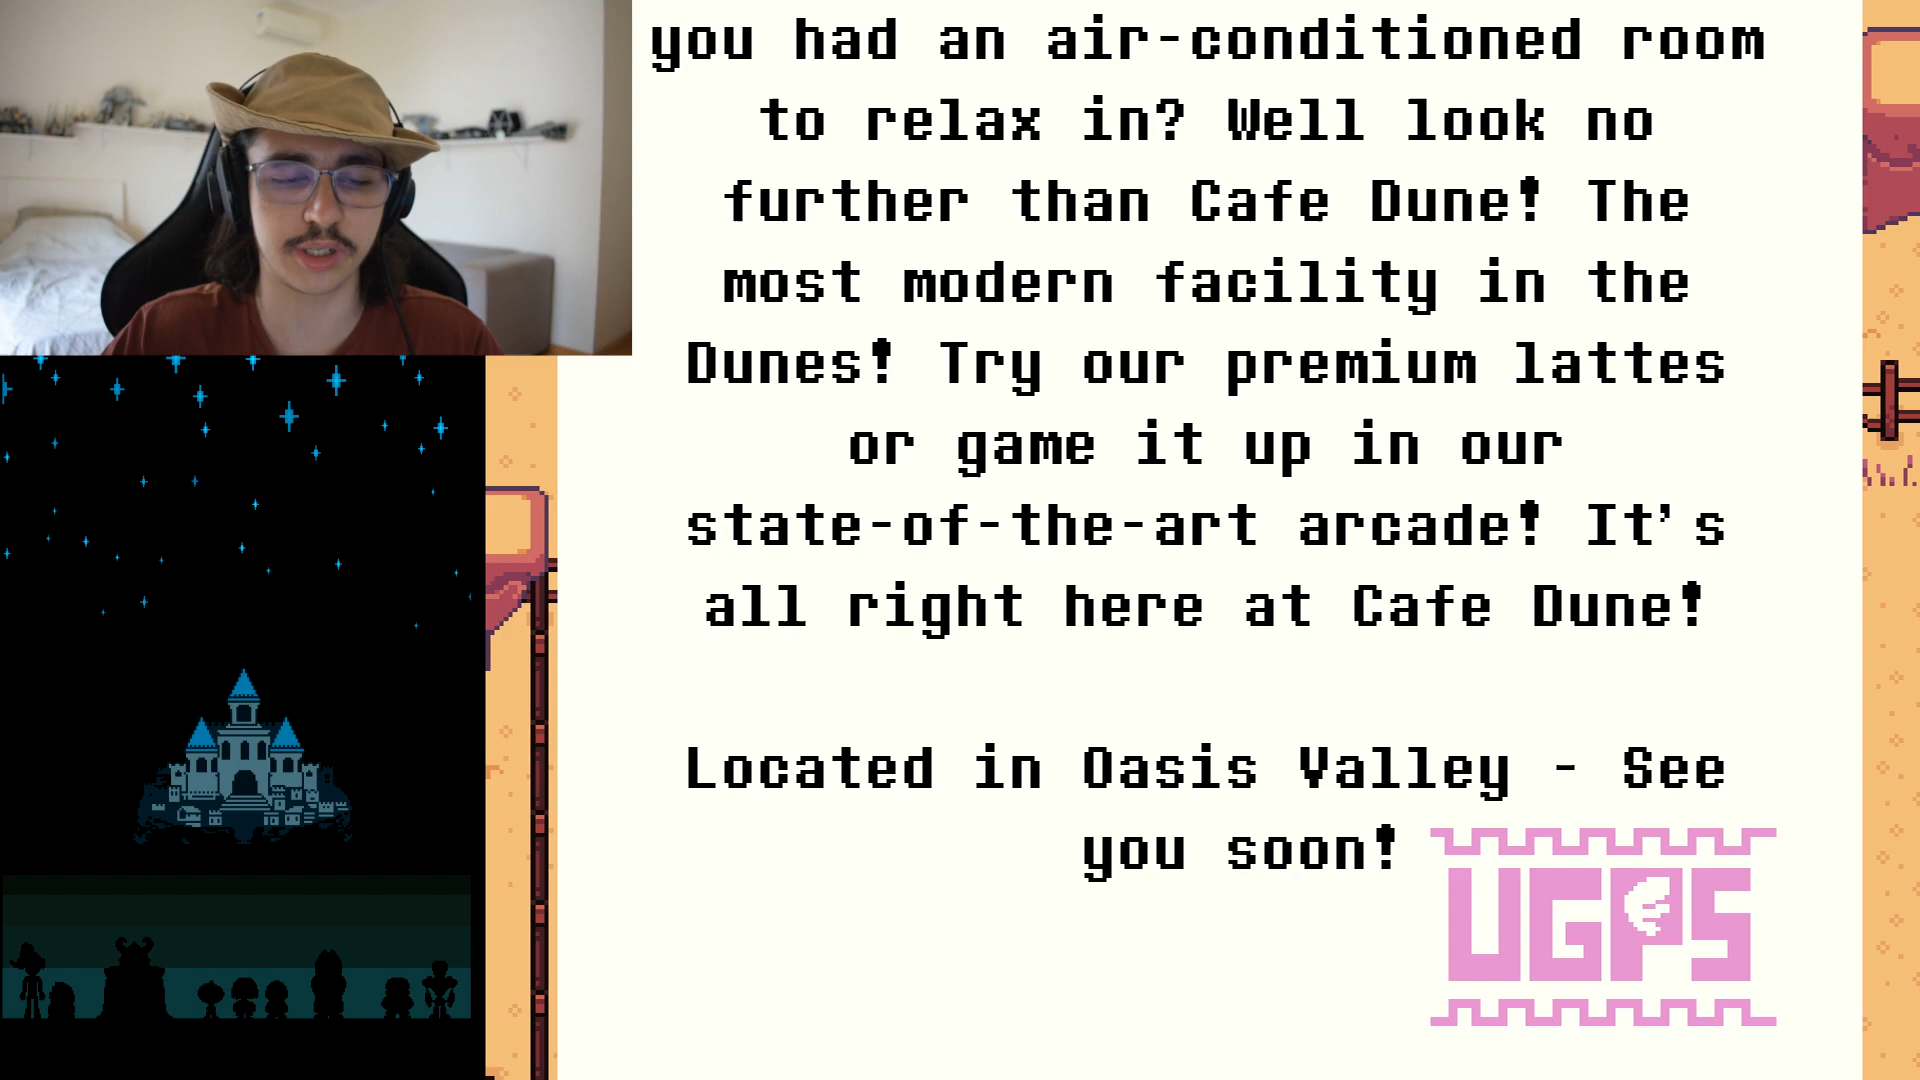 you had an air-conditioned room
to relax in? Well look no
further than Cafe Dune! The
most modern facility in the
Dunes! Try our premium lattes
or game it up in our
state-of-the-art arcade! It's
all right here at Cafe Dune!
Located in Oasis Valley - See
you soon!
UGPS